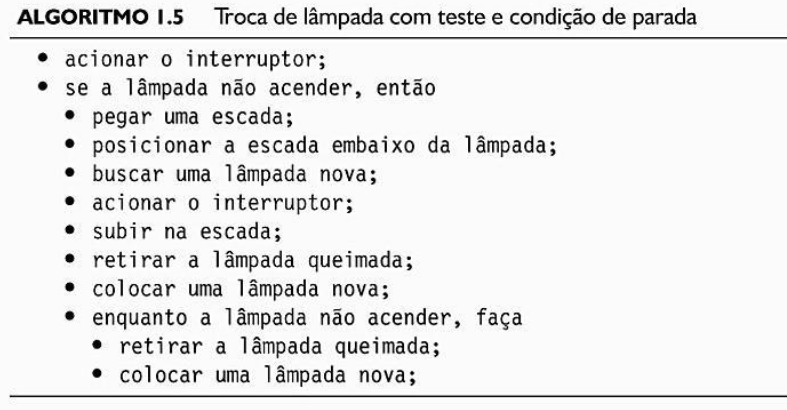 ALGORITMO 1.5 Troca de lâmpada com teste e condição de parada
• acionar o interruptor;
• se a lâmpada não acender, então
• pegar uma escada;
• posicionar a escada embaixo da lâmpada;
• buscar uma lâmpada nova;
• acionar o interruptor;
• subir na escada;
• retirar a lâmpada queimada;
• colocar uma lâmpada nova;
• enquanto a lâmpada não acender, faça
• retirar a lâmpada queimada;
• colocar uma lâmpada nova;